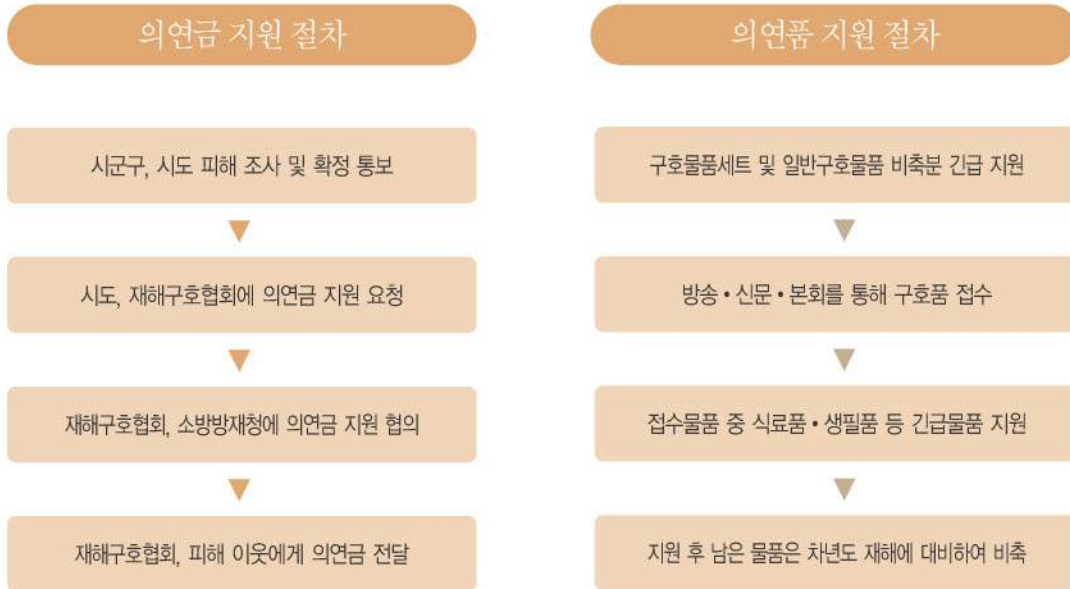 의연금 지원 절차
시군구, 시도 피해 조사 및 확정 통보
시도, 재해구호협회에 의연금 지원 요청
재해구호협회, 소방방재청에 의연금 지원 협의
재해구호협회, 피해 이웃에게 의연금 전달
의연품 지원 절차
구호물품세트 및 일반구호물품 비축분 긴급 지원
방송•신문•본회를 통해 구호품 접수
접수물품 중 식료품•생필품 등 긴급물품 지원
지원 후 남은 물품은 차년도 재해에 대비하여 비축